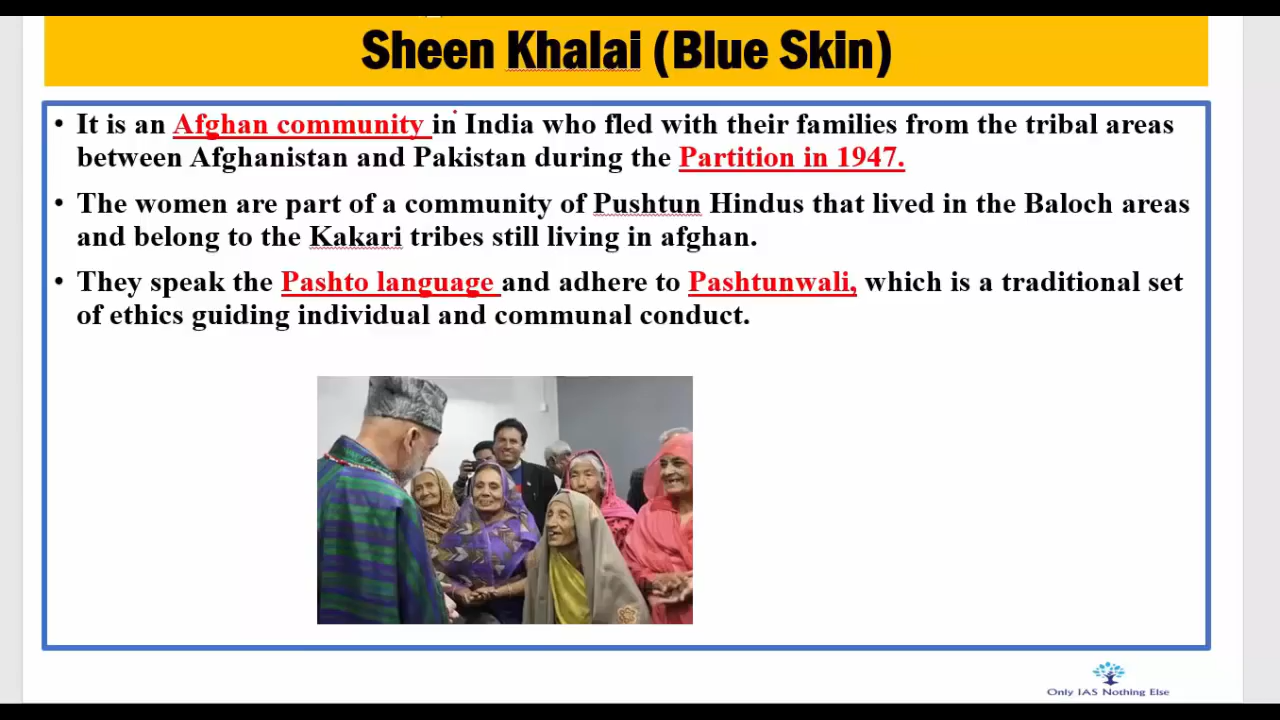 Sheen Khalai (Blue Skin)
• It is an Afghan community in India who fled with their families from the tribal areas
between Afghanistan and Pakistan during the Partition in 1947.
• The women are part of a community of Pushtun Hindus that lived in the Baloch areas
and belong to the Kakari tribes still living in afghan.
• They speak the Pashto language and adhere to Pashtunwali, which is a traditional set
of ethics guiding individual and communal conduct.
Only IAS Nothing Else